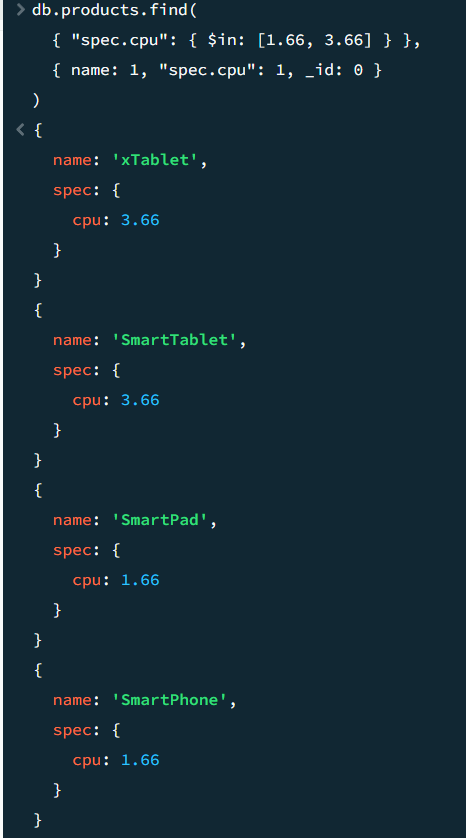 > db.products.find(
{ "spec.cpu": { $in: [1.66, 3.66] } },
{ name: 1, "spec.cpu": 1, _id: 0 }
)
< {
name: 'xTablet',
spec: {
cpu: 3.66
}
}
{
name: 'SmartTablet',
spec: {
cpu: 3.66
}
}
{
name: 'SmartPad',
spec: {
cpu: 1.66
}
}
{
name: 'SmartPhone',
spec: {
cpu: 1.66
}
}